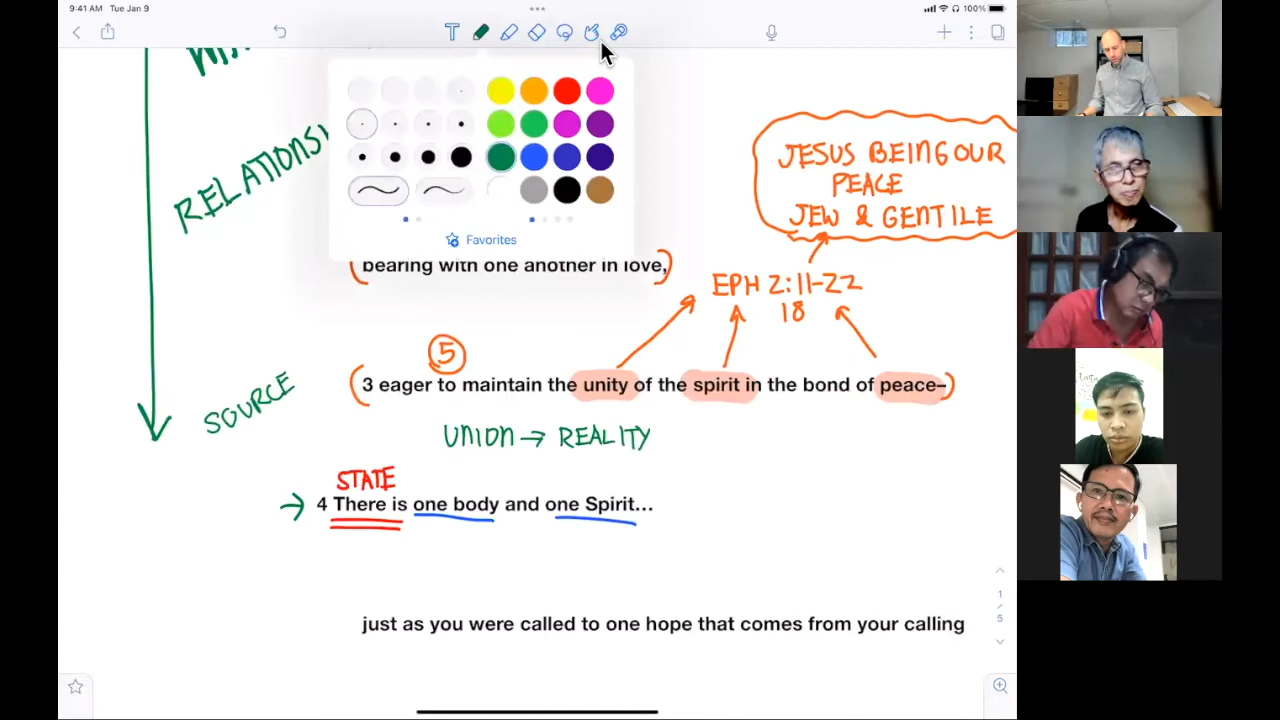 9:41 AM Tue Jan 9
100%
T
RELATIONS
Favorites
JESUS BEING OUR
PEACE
JEW & GENTILE
(bearing with one another in love,)
EPH 2:11-22
18
5
(3 eager to maintain the unity of the spirit in the bond of peace–)
SOURCE
UNION → REALITY
STATE
→ 4 There is one body and one Spirit...
1
/
5
just as you were called to one hope that comes from your calling